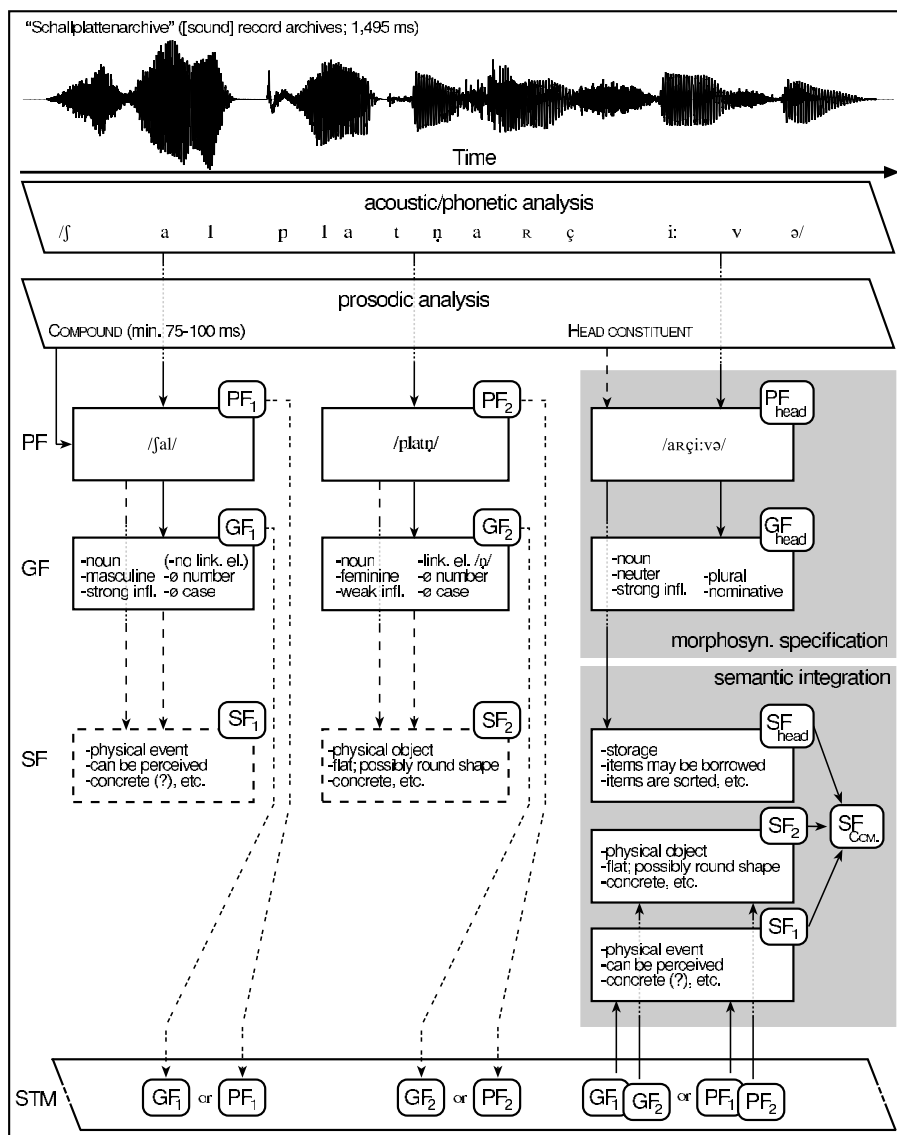 “Schallplattenarchive” ([sound] record archives; 1,495 ms)
Time
acoustic/phonetic analysis
/ʃ a l p l a t n̩ a ʀ ç i: v ə/
prosodic analysis
COMPOUND (min. 75-100 ms) HEAD CONSTITUENT
PF
PF1
/ʃal/
PF2
/platn̩/
PFhead
/aʀçi:və/
GF
GF1
-noun (-no link. el.)
-masculine -ø number
-strong infl. -ø case
GF2
-noun -link. el. /n̩/
-feminine -ø number
-weak infl. -ø case
GFhead
-noun
-neuter -plural
-strong infl. -nominative
morphosyn. specification
semantic integration
SF
SF1
-physical event
-can be perceived
-concrete (?), etc.
SF2
-physical object
-flat; possibly round shape
-concrete, etc.
SFhead
-storage
-items may be borrowed
-items are sorted, etc.
SF2
-physical object
-flat; possibly round shape
-concrete, etc.
SFCOM.
SF1
-physical event
-can be perceived
-concrete (?), etc.
STM
GF1 or PF1
GF2 or PF2
GF1 GF2 or PF1 PF2